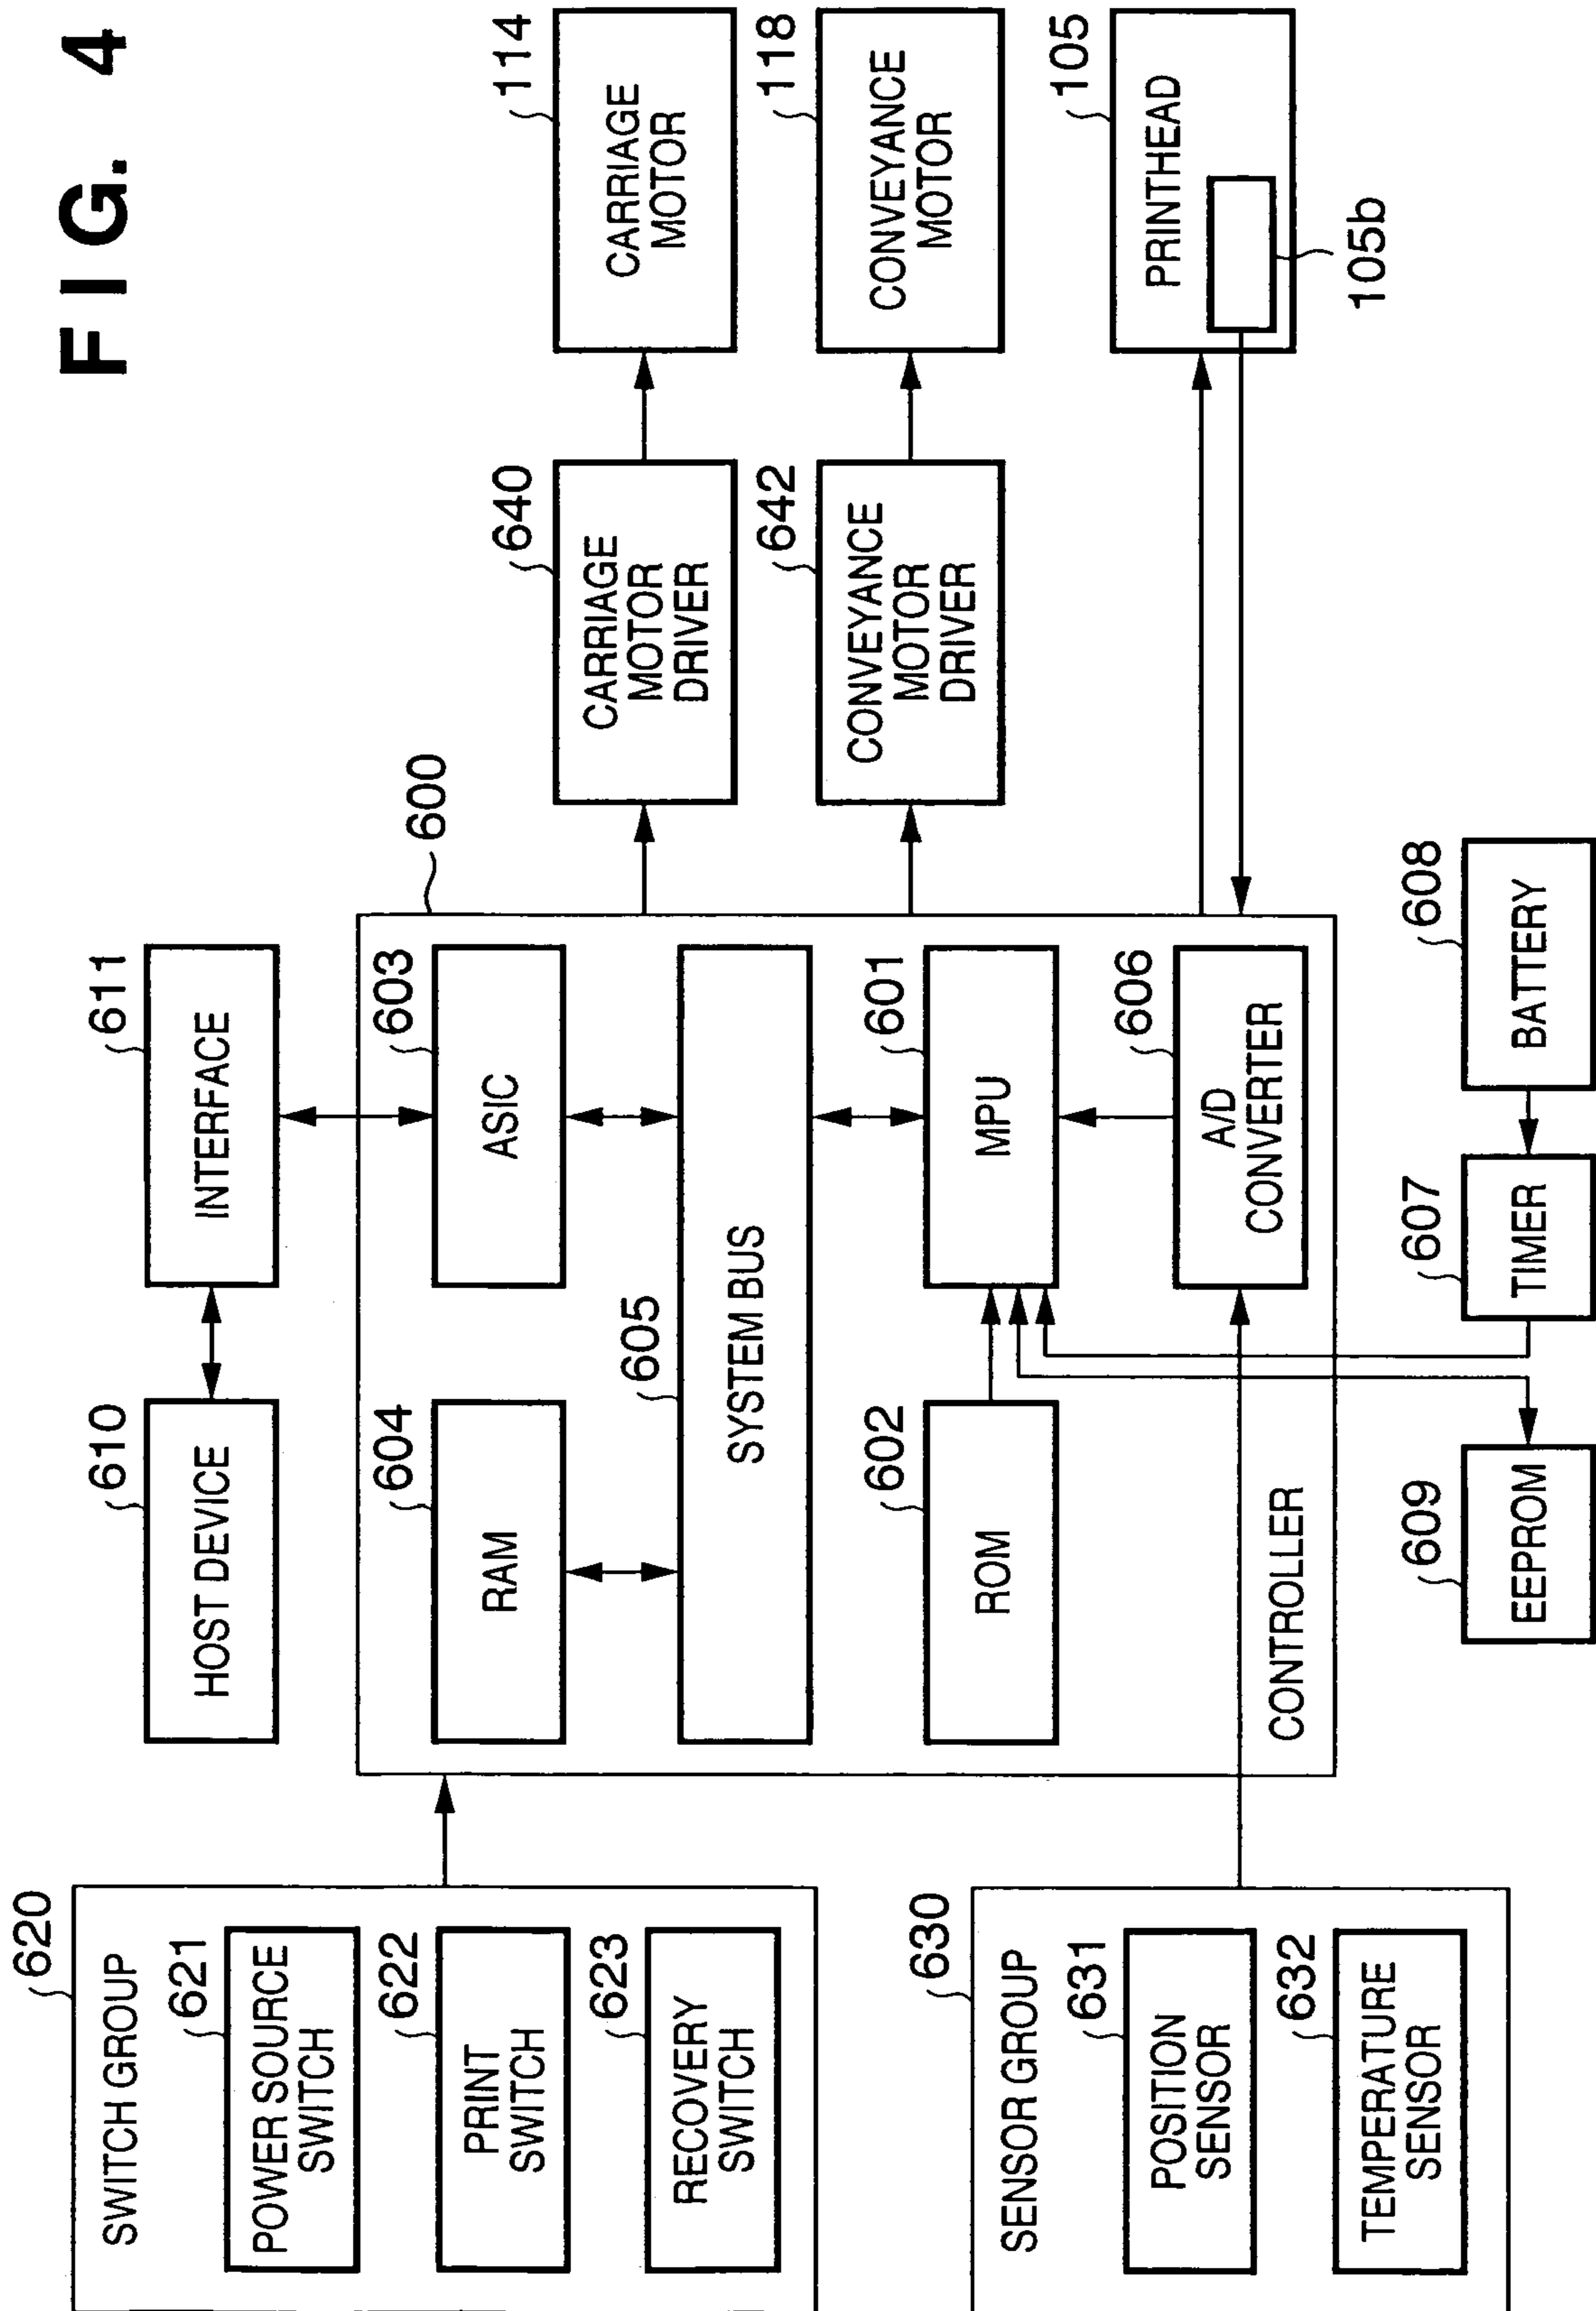 FIG. 4
610
HOST DEVICE
611
INTERFACE
600
620
SWITCH GROUP
621
POWER SOURCE
SWITCH
622
PRINT
SWITCH
623
RECOVERY
SWITCH
604
RAM
603
ASIC
605
SYSTEM BUS
602
ROM
601
MPU
606
A/D
CONVERTER
CONTROLLER
630
SENSOR GROUP
631
POSITION
SENSOR
632
TEMPERATURE
SENSOR
640
CARRIAGE
MOTOR
DRIVER
114
CARRIAGE
MOTOR
642
CONVEYANCE
MOTOR
DRIVER
118
CONVEYANCE
MOTOR
105
PRINTHEAD
105b
609
EEPROM
607
TIMER
608
BATTERY